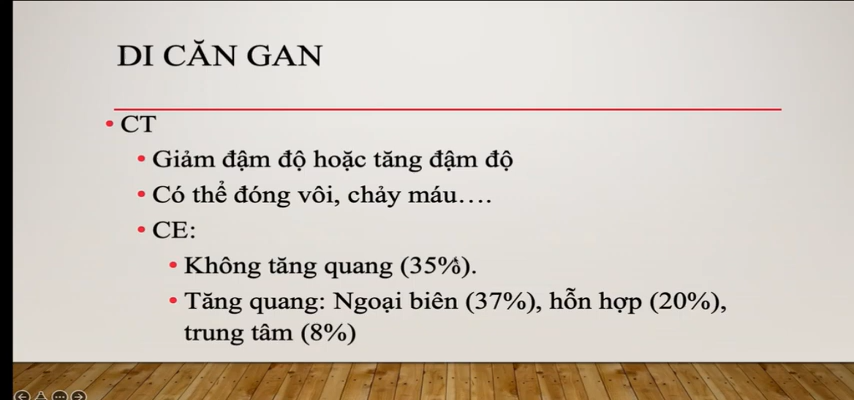 DI CĂN GAN
• CT
• Giảm đậm độ hoặc tăng đậm độ
• Có thể đóng vôi, chảy máu….
• CE:
• Không tăng quang (35%).
• Tăng quang: Ngoại biên (37%), hỗn hợp (20%),
trung tâm (8%)